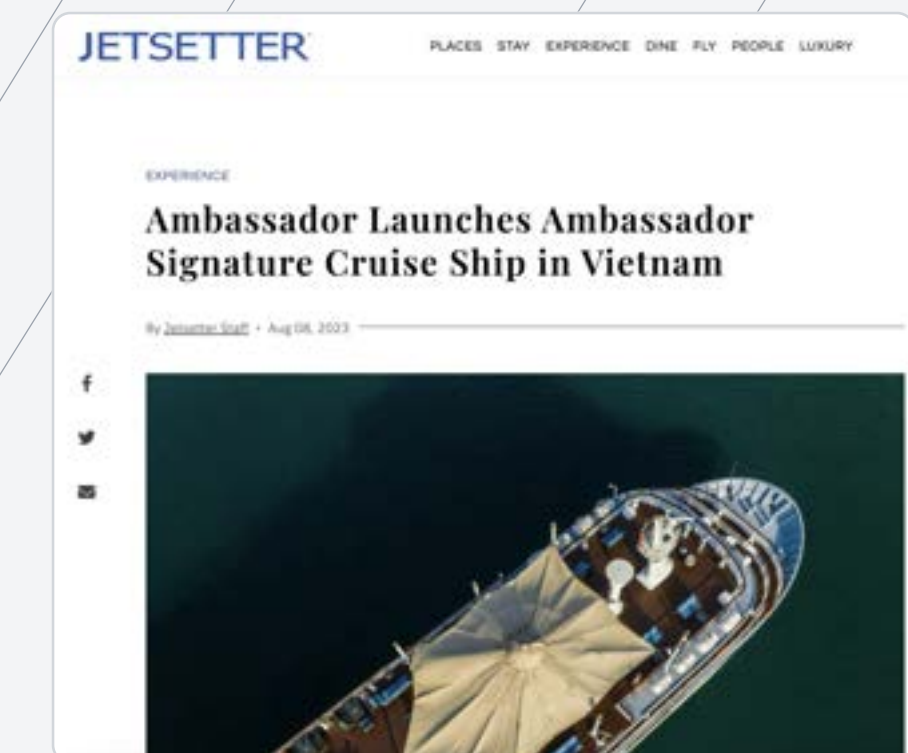 JETSETTER
PLACES STAY EXPERIENCE DINE FLY PEOPLE LUXURY
EXPERIENCE
Ambassador Launches Ambassador
Signature Cruise Ship in Vietnam
By Jetsetter Staff • Aug 08, 2023